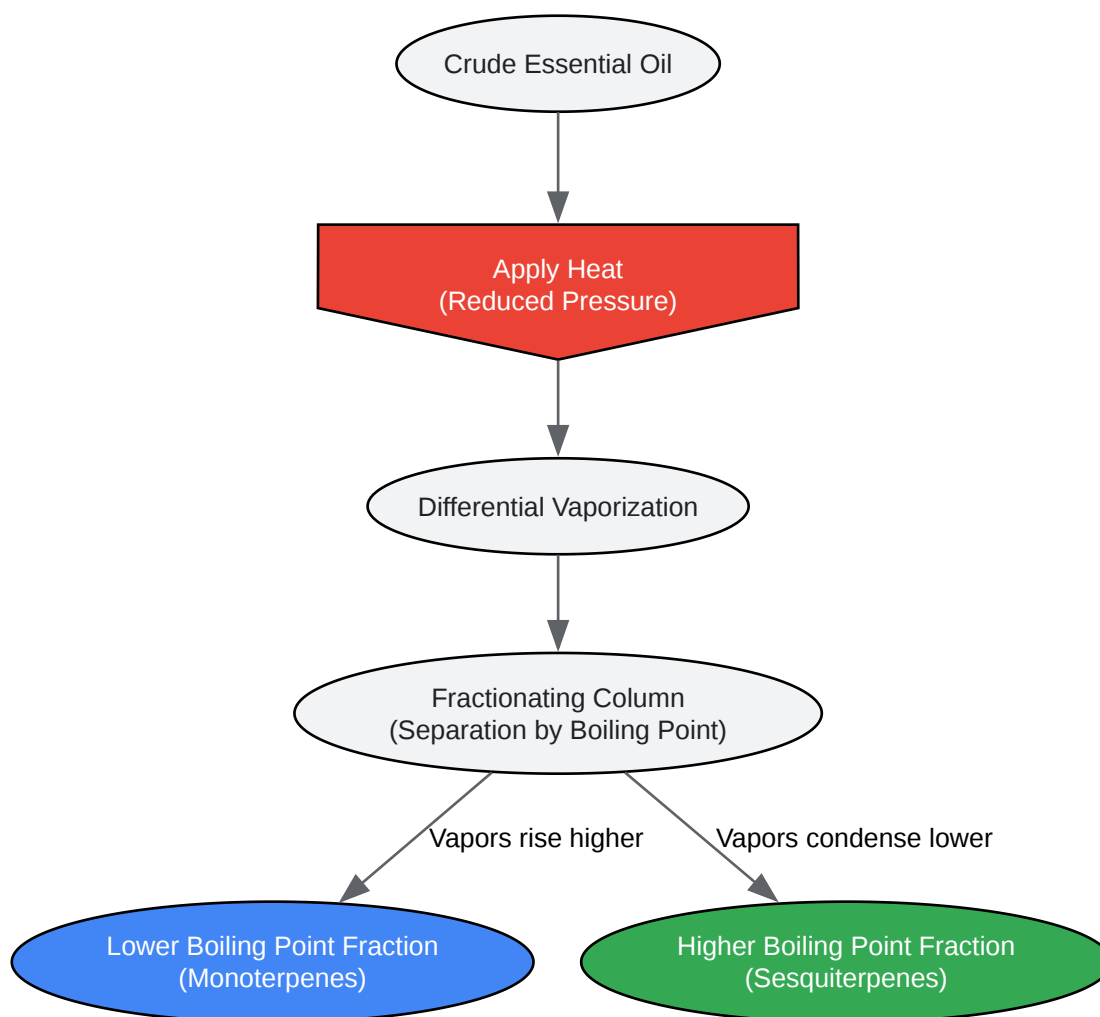 Crude Essential Oil
Apply Heat
(Reduced Pressure)
Differential Vaporization
Fractionating Column
(Separation by Boiling Point)
Vapors rise higher
Vapors condense lower
Lower Boiling Point Fraction
(Monoterpenes)
Higher Boiling Point Fraction
(Sesquiterpenes)